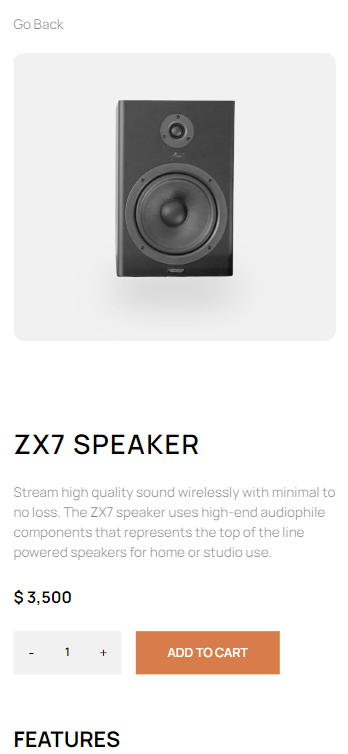 Go Back
ZX7 SPEAKER
Stream high quality sound wirelessly with minimal to
no loss. The ZX7 speaker uses high-end audiophile
components that represents the top of the line
powered speakers for home or studio use.
$ 3,500
- 1 + ADD TO CART
FEATURES